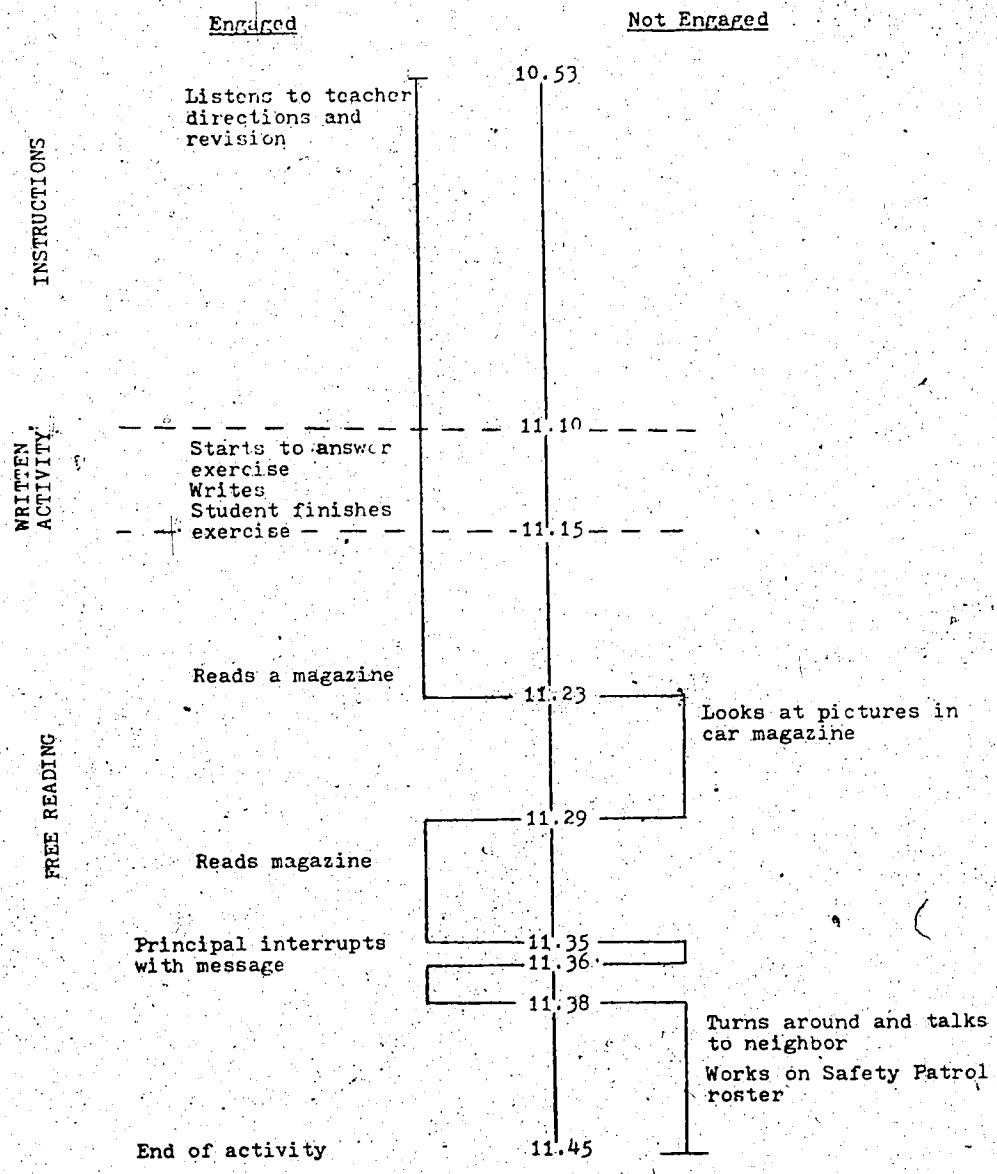 Engaged
Not Engaged
10.53
Listens to teacher
directions and
revision
INSTRUCTIONS
11.10
Starts to answer
exercise
Writes
Student finishes
exercise
WRITTEN
ACTIVITY
11.15
Reads a magazine
11.23
Looks at pictures in
car magazine
FREE READING
11.29
Reads magazine
Principal interrupts
with message
11.35
11.36
11.38
Turns around and talks
to neighbor
Works on Safety Patrol
roster
End of activity
11.45